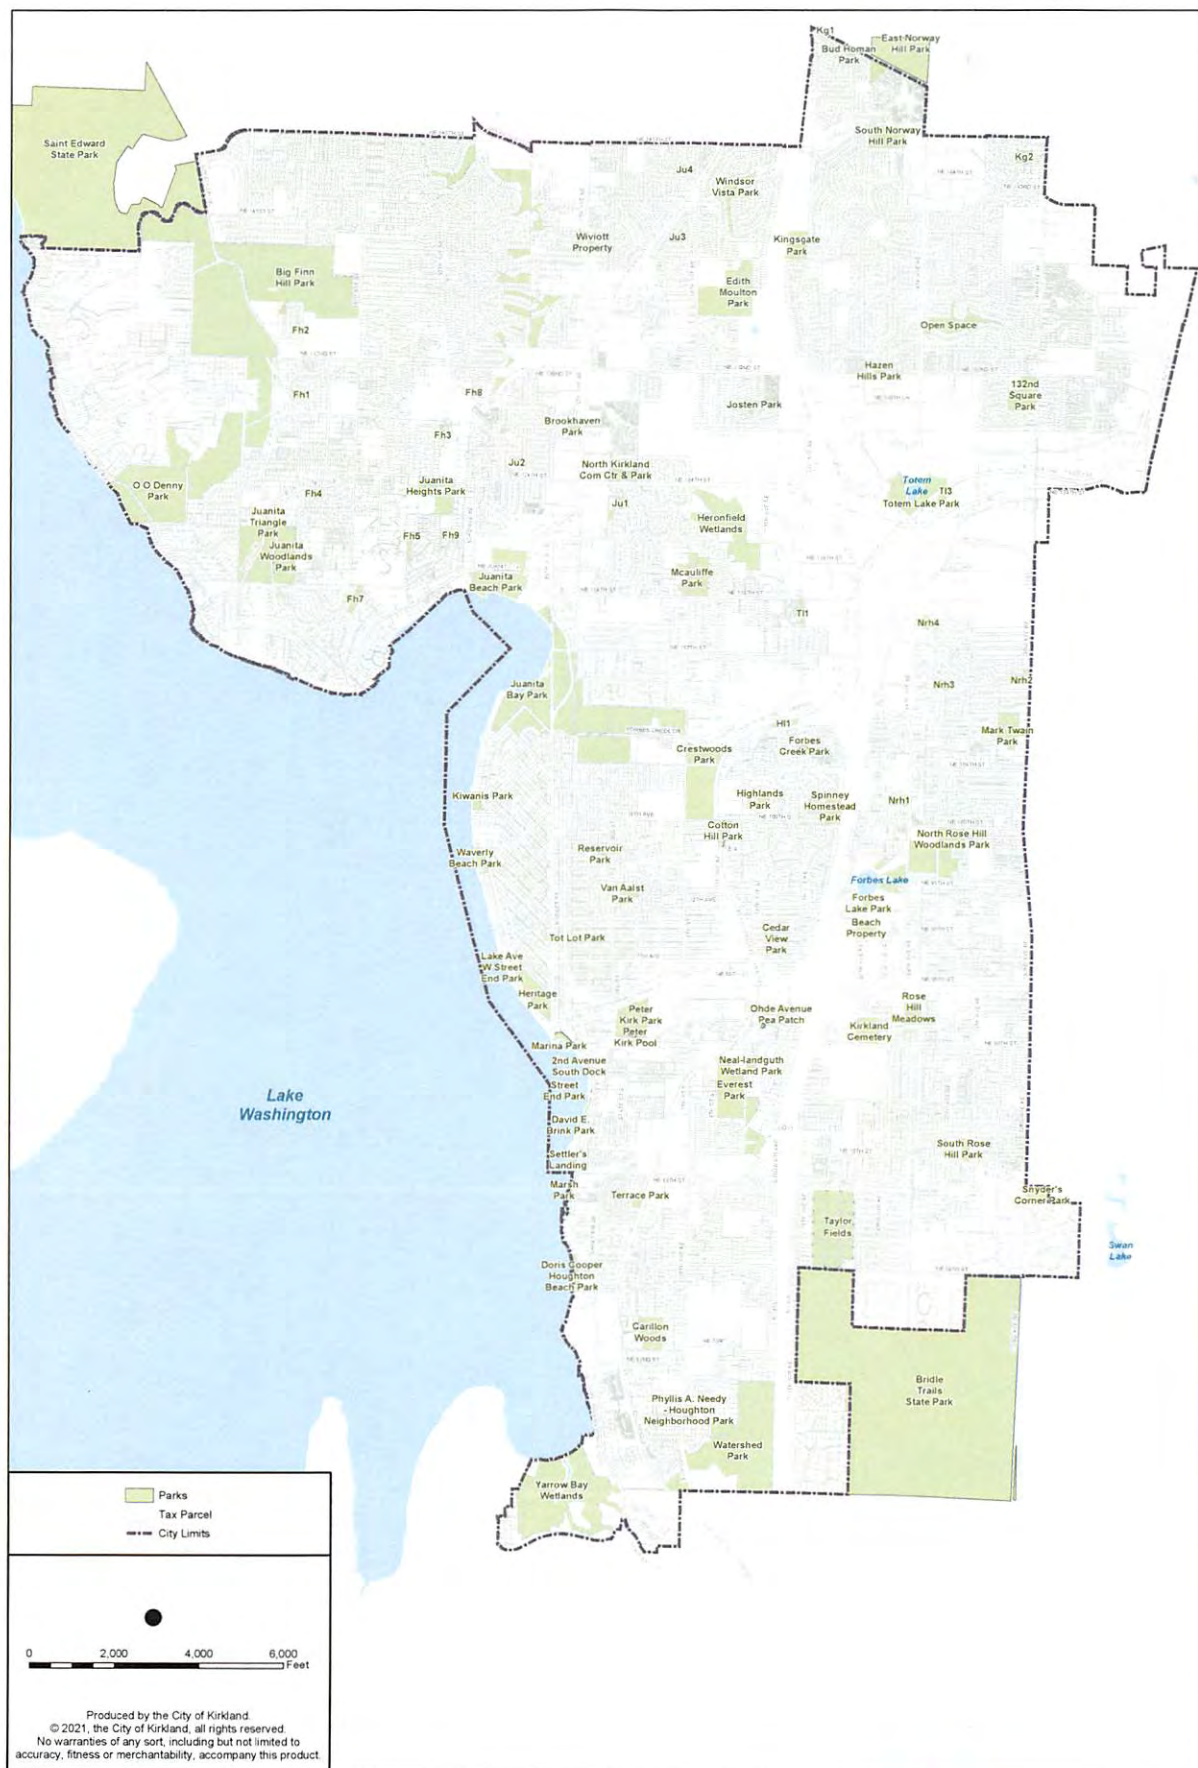 Kg1
East Norway
Hill Park
Bud Homan
Park
Saint Edward
State Park
South Norway
Hill Park
Kg2
Ju4
Windsor
Vista Park
Wiviott
Property
Ju3
Kingsgate
Park
Big Finn
Hill Park
Edith
Moulton
Park
Fh2
Open Space
Hazen
Hills Park
Fh1
Fh8
132nd
Square
Park
Josten Park
Brookhaven
Park
Fh3
Ju2
North Kirkland
Com Ctr & Park
O O Denny
Park
Fh4
Juanita
Heights Park
Totem
Lake
Tl3
Totem Lake Park
Ju1
Juanita
Triangle
Park
Juanita
Woodlands
Park
Heronfield
Wetlands
Fh5
Fh9
Juanita
Beach Park
Mcauliffe
Park
Fh7
Tl1
Nrh4
Juanita
Bay Park
Nrh3
Nrh2
Hl1
Mark Twain
Park
Forbes
Creek Park
Crestwoods
Park
Kiwanis Park
Highlands
Park
Spinney
Homestead
Park
Nrh1
Cotton
Hill Park
North Rose Hill
Woodlands Park
Waverly
Beach Park
Reservoir
Park
Forbes Lake
Van Aalst
Park
Forbes
Lake Park
Beach
Property
Tot Lot Park
Cedar
View
Park
Lake Ave
W Street
End Park
Heritage
Park
Peter
Kirk Park
Peter
Kirk Pool
Ohde Avenue
Pea Patch
Rose
Hill
Meadows
Kirkland
Cemetery
Marina Park
2nd Avenue
South Dock
Street
End Park
Neal-landguth
Wetland Park
Everest
Park
Lake
Washington
David E.
Brink Park
Settler's
Landing
South Rose
Hill Park
Marsh
Park
Terrace Park
Snyder's
Corner Park
Taylor
Fields
Swan
Lake
Doris Cooper
Houghton
Beach Park
Carillon
Woods
Bridle
Trails
State Park
Phyllis A. Needy
- Houghton
Neighborhood Park
Watershed
Park
Yarrow Bay
Wetlands
Parks
Tax Parcel
City Limits
0 2,000 4,000 6,000
Feet
Produced by the City of Kirkland.
© 2021, the City of Kirkland, all rights reserved.
No warranties of any sort, including but not limited to
accuracy, fitness or merchantability, accompany this product.